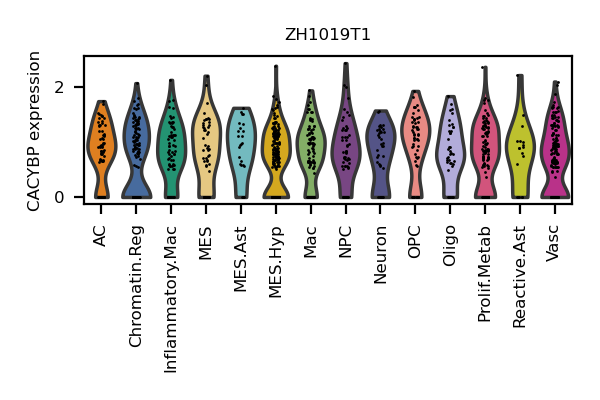 ZH1019T1
CACYBP expression
2
0
AC
Chromatin.Reg
Inflammatory.Mac
MES
MES.Ast
MES.Hyp
Mac
NPC
Neuron
OPC
Oligo
Prolif.Metab
Reactive.Ast
Vasc